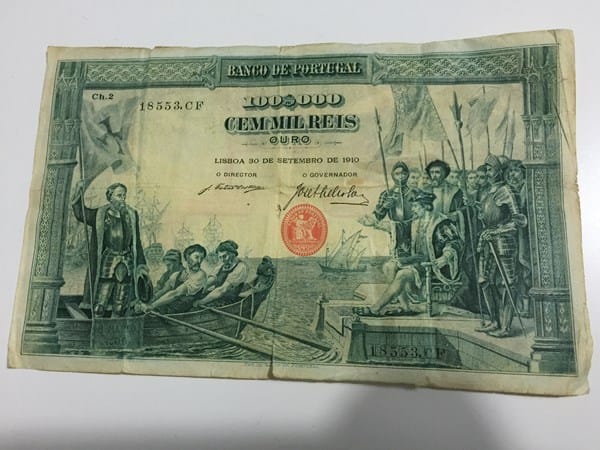 BANCO DE PORTUGAL
Ch.2
18553.CF
100$000
CEM MIL REIS
OURO
LISBOA 30 DE SETEMBRO DE 1910
O DIRECTOR
O GOVERNADOR
18553.CF